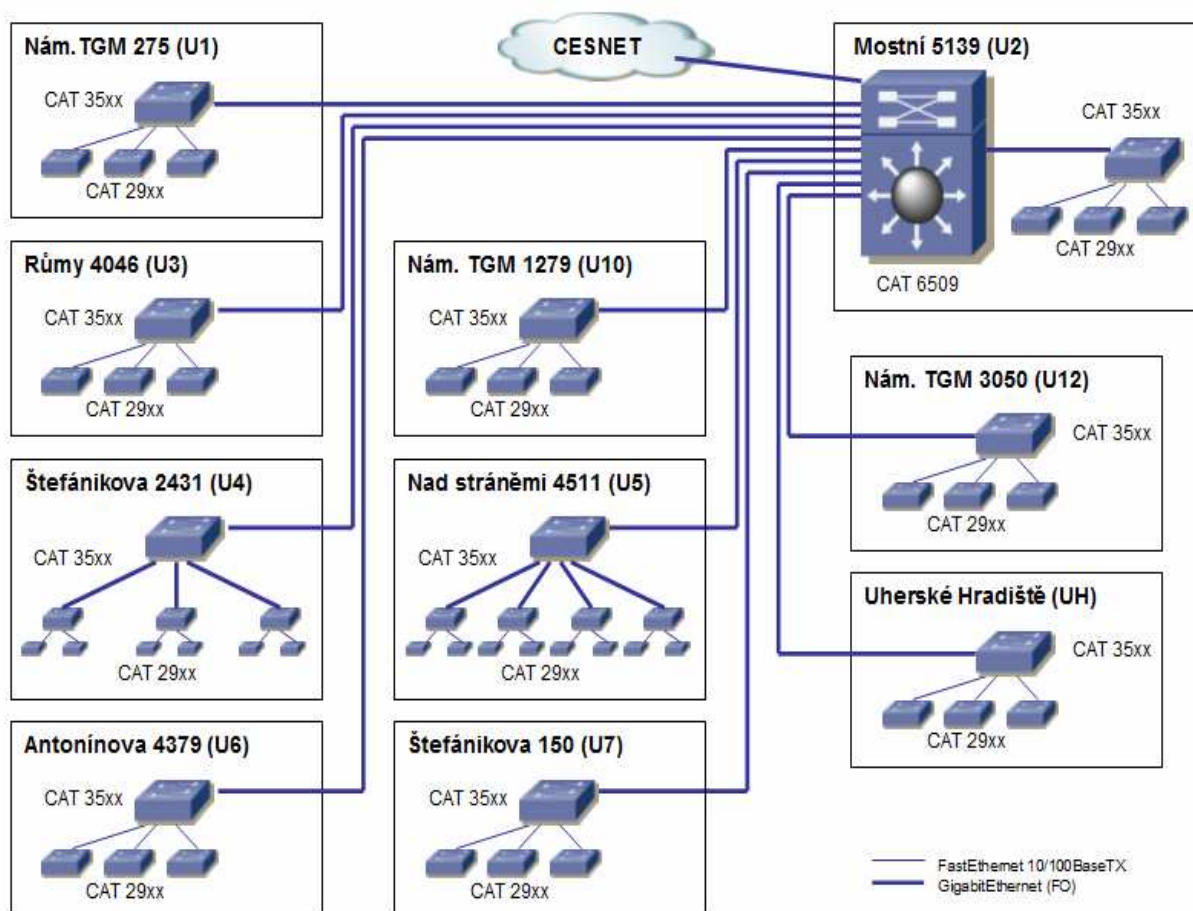 Nám. TGM 275 (U1)
CAT 35xx
CAT 29xx
CESNET
Mostní 5139 (U2)
CAT 35xx
CAT 29xx
CAT 6509
Růmy 4046 (U3)
CAT 35xx
CAT 29xx
Nám. TGM 1279 (U10)
CAT 35xx
CAT 29xx
Nám. TGM 3050 (U12)
CAT 35xx
CAT 29xx
Štefánikova 2431 (U4)
CAT 35xx
CAT 29xx
Nad stráněmi 4511 (U5)
CAT 35xx
CAT 29xx
Uherské Hradiště (UH)
CAT 35xx
CAT 29xx
Antonínova 4379 (U6)
CAT 35xx
CAT 29xx
Štefánikova 150 (U7)
CAT 35xx
CAT 29xx
FastEthernet 10/100BaseTX
GigabitEthernet (FO)